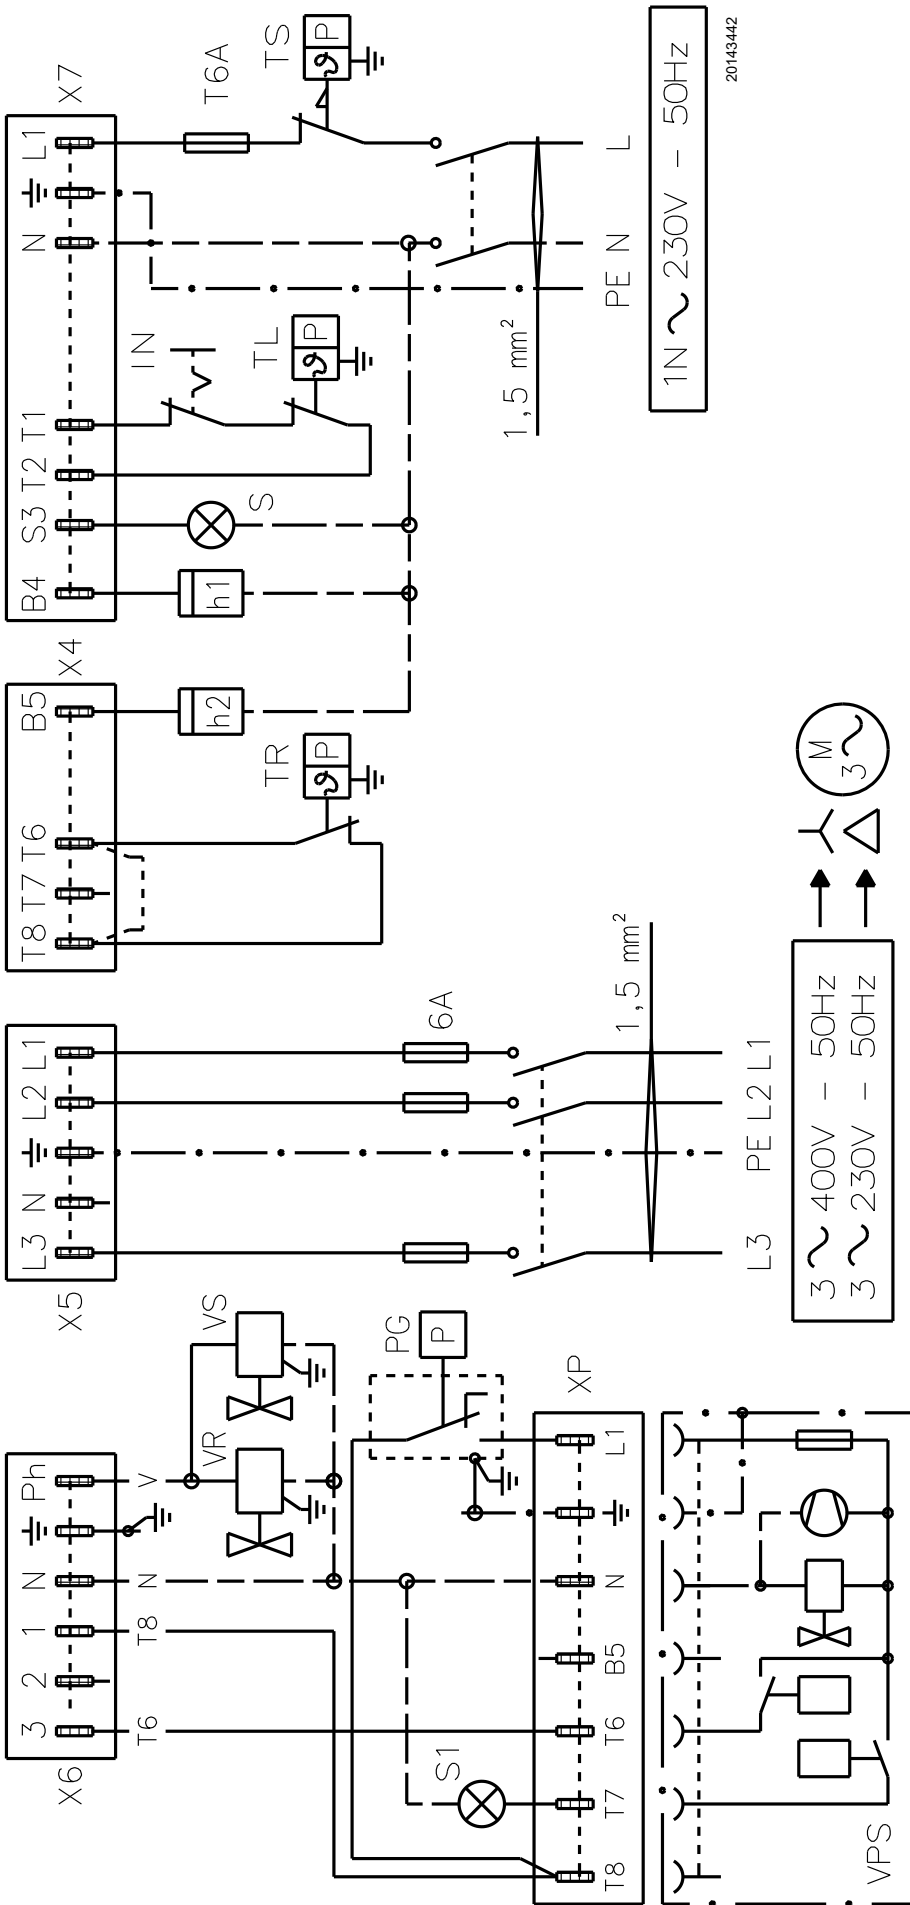 X7
L1
N
T1
T2
S3
B4
T6A
TS
P
IN
TL
P
S
h1
L
N
PE
1,5 mm²
1N ~ 230V - 50Hz
20143442
X4
B5
T6
T7
T8
h2
TR
P
M
3~
L1
L2
N
L3
X5
6A
1,5 mm²
L1
L2
PE
L3
3 ~ 400V - 50Hz
3 ~ 230V - 50Hz
Ph
N
1
2
3
X6
V
N
T8
T6
VS
VR
PG
P
S1
XP
L1
N
B5
T6
T7
T8
VPS